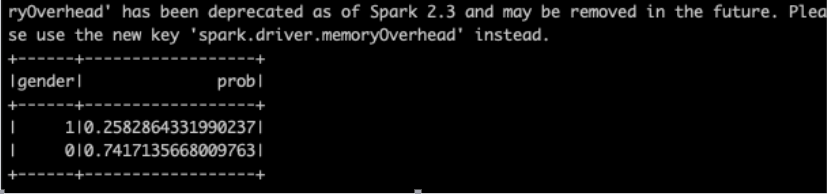 ryOverhead' has been deprecated as of Spark 2.3 and may be removed in the future. Plea
se use the new key 'spark.driver.memoryOverhead' instead.
+------+------------------+
|gender|              prob|
+------+------------------+
|     1|0.2582864331990237|
|     0|0.7417135668009763|
+------+------------------+